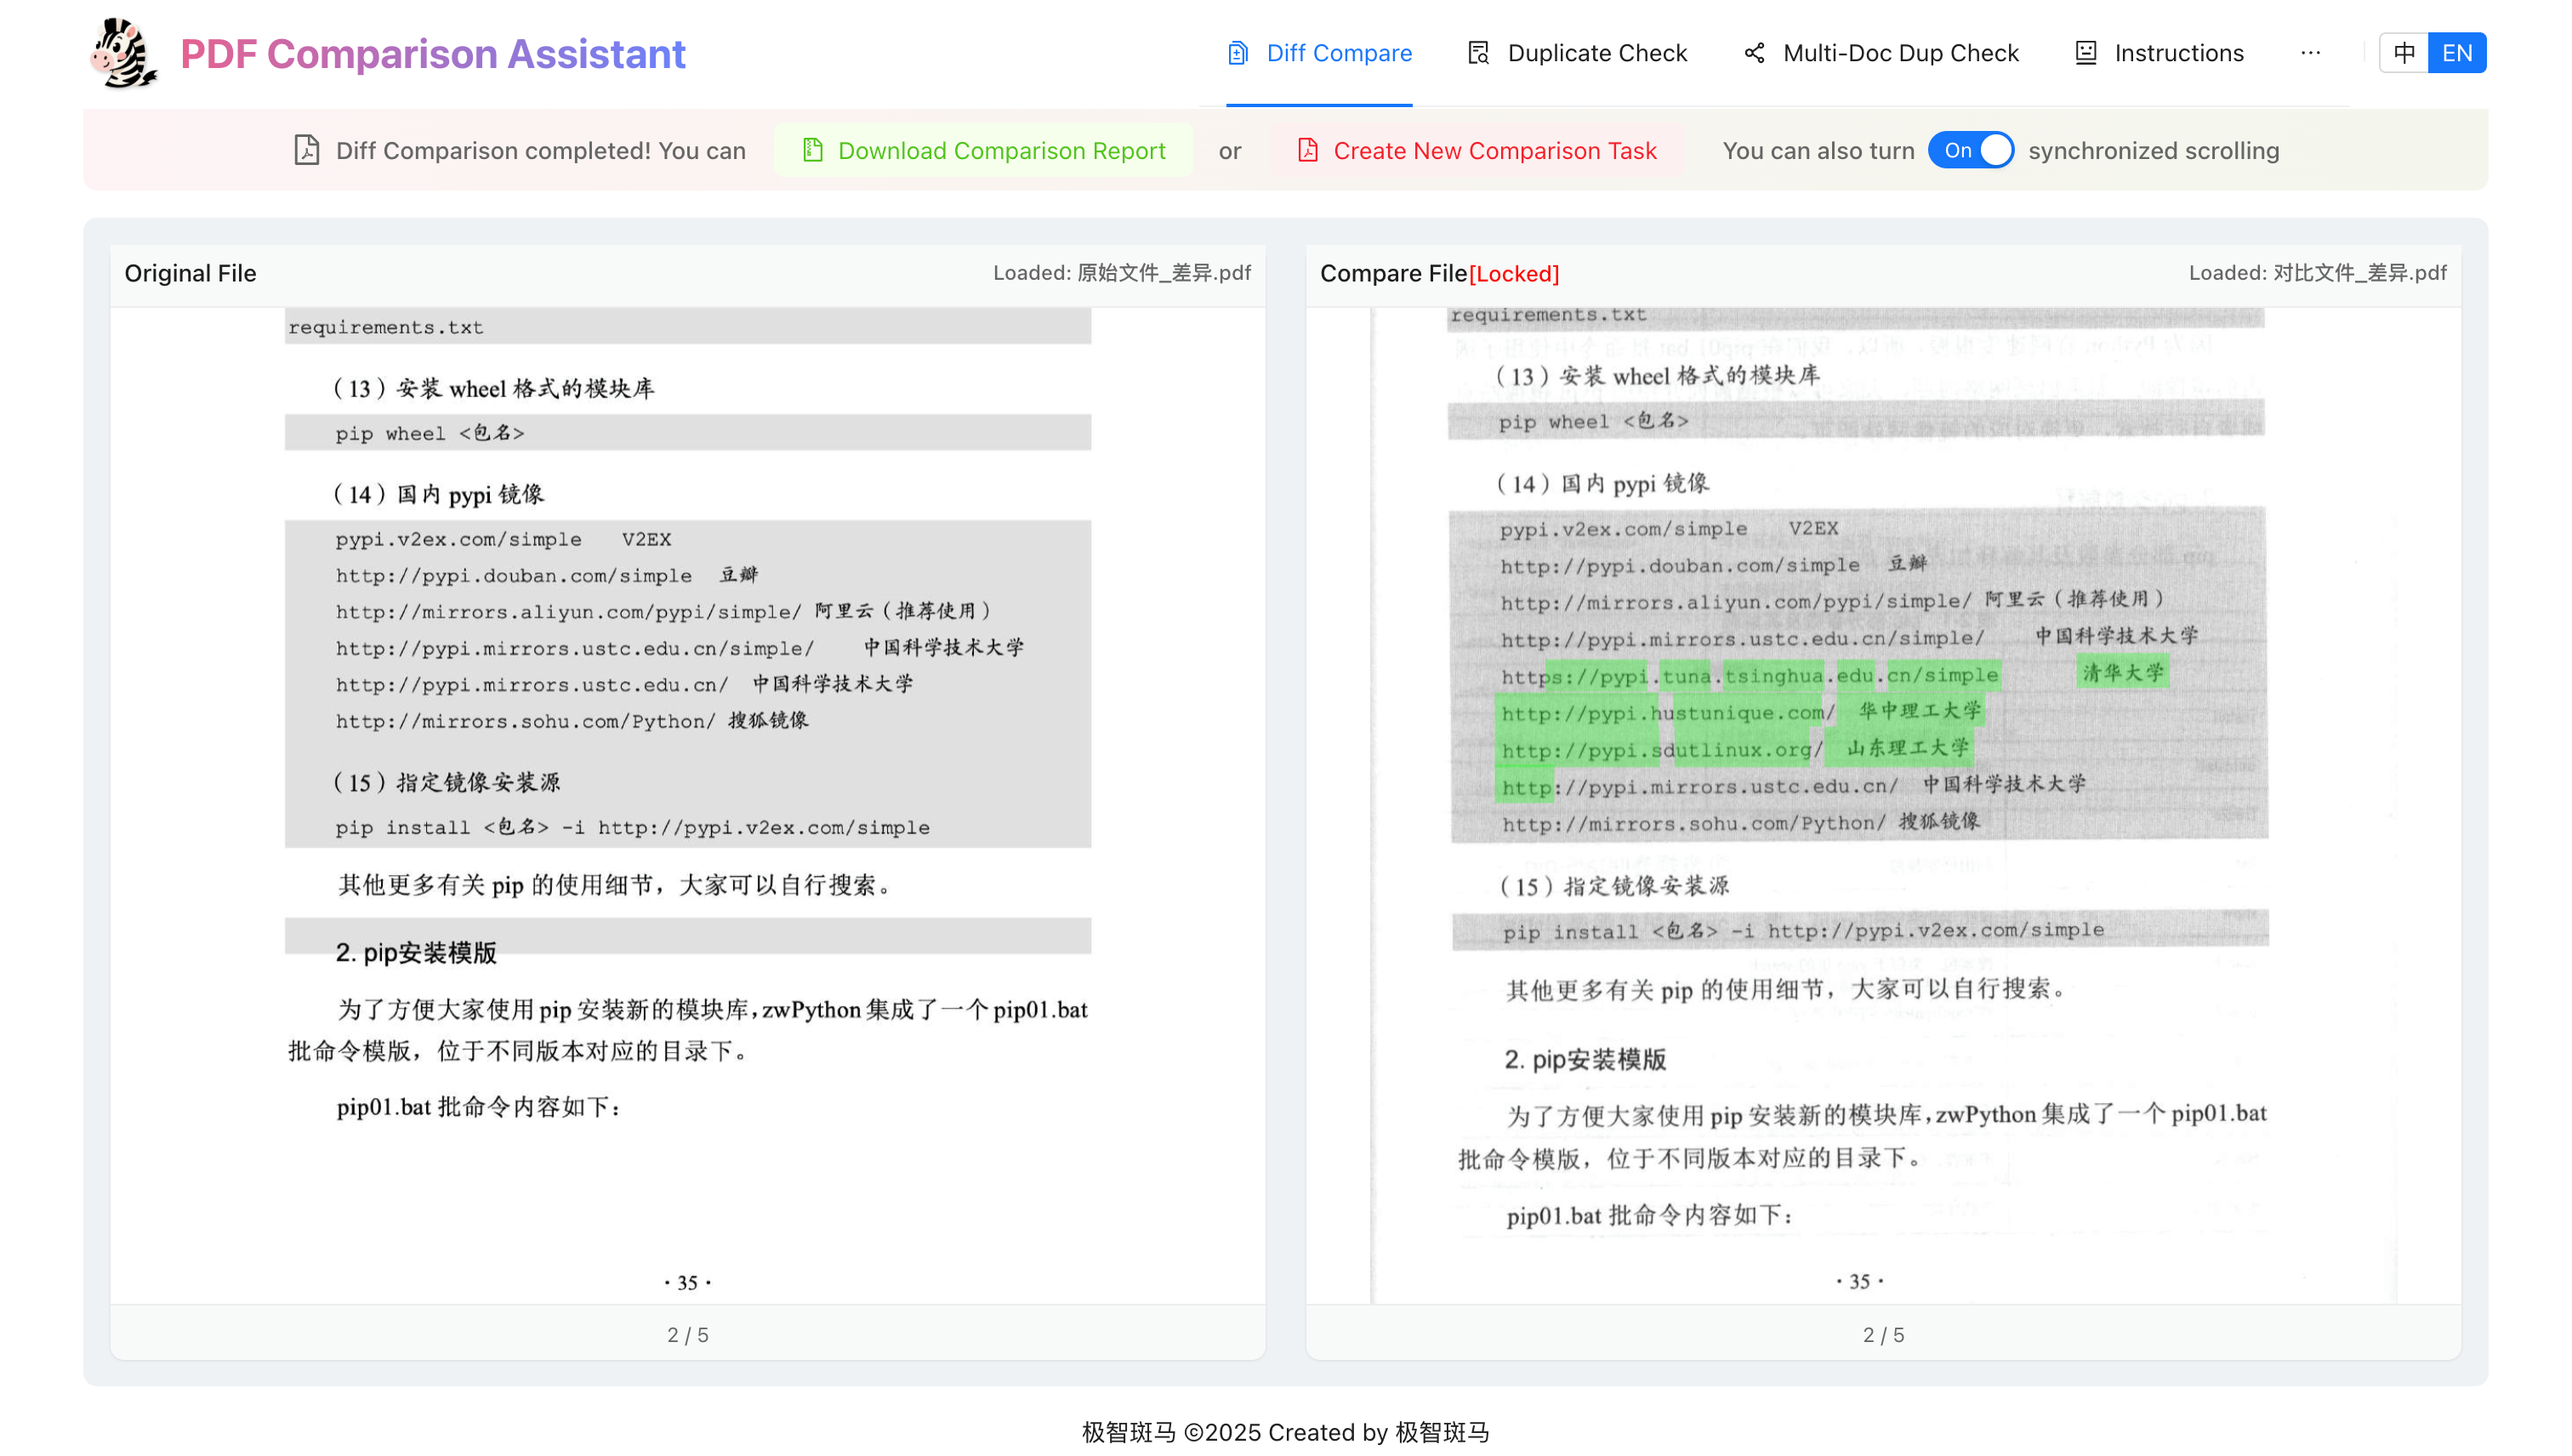 PDF Comparison Assistant
Diff Compare
Duplicate Check
Multi-Doc Dup Check
Instructions
···
中
EN
Diff Comparison completed! You can
Download Comparison Report
or
Create New Comparison Task
You can also turn
On
synchronized scrolling
Original File
Loaded: 原始文件_差异.pdf
requirements.txt
（13）安装 wheel 格式的模块库
pip wheel <包名>
（14）国内 pypi 镜像
pypi.v2ex.com/simple V2EX
http://pypi.douban.com/simple 豆瓣
http://mirrors.aliyun.com/pypi/simple/ 阿里云（推荐使用）
http://pypi.mirrors.ustc.edu.cn/simple/ 中国科学技术大学
http://pypi.mirrors.ustc.edu.cn/ 中国科学技术大学
http://mirrors.sohu.com/Python/ 搜狐镜像
（15）指定镜像安装源
pip install <包名> -i http://pypi.v2ex.com/simple
其他更多有关 pip 的使用细节，大家可以自行搜索。
2. pip安装模版
为了方便大家使用 pip 安装新的模块库，zwPython 集成了一个 pip01.bat
批命令模版，位于不同版本对应的目录下。
pip01.bat 批命令内容如下：
· 35 ·
2 / 5
Compare File[Locked]
Loaded: 对比文件_差异.pdf
requirements.txt
（13）安装 wheel 格式的模块库
pip wheel <包名>
（14）国内 pypi 镜像
pypi.v2ex.com/simple V2EX
http://pypi.douban.com/simple 豆瓣
http://mirrors.aliyun.com/pypi/simple/ 阿里云（推荐使用）
http://pypi.mirrors.ustc.edu.cn/simple/ 中国科学技术大学
https://pypi.tuna.tsinghua.edu.cn/simple 清华大学
http://pypi.hustunique.com/ 华中理工大学
http://pypi.sdutlinux.org/ 山东理工大学
http://pypi.mirrors.ustc.edu.cn/ 中国科学技术大学
http://mirrors.sohu.com/Python/ 搜狐镜像
（15）指定镜像安装源
pip install <包名> -i http://pypi.v2ex.com/simple
其他更多有关 pip 的使用细节，大家可以自行搜索。
2. pip安装模版
为了方便大家使用 pip 安装新的模块库，zwPython 集成了一个 pip01.bat
批命令模版，位于不同版本对应的目录下。
pip01.bat 批命令内容如下：
· 35 ·
2 / 5
极智斑马 ©2025 Created by 极智斑马